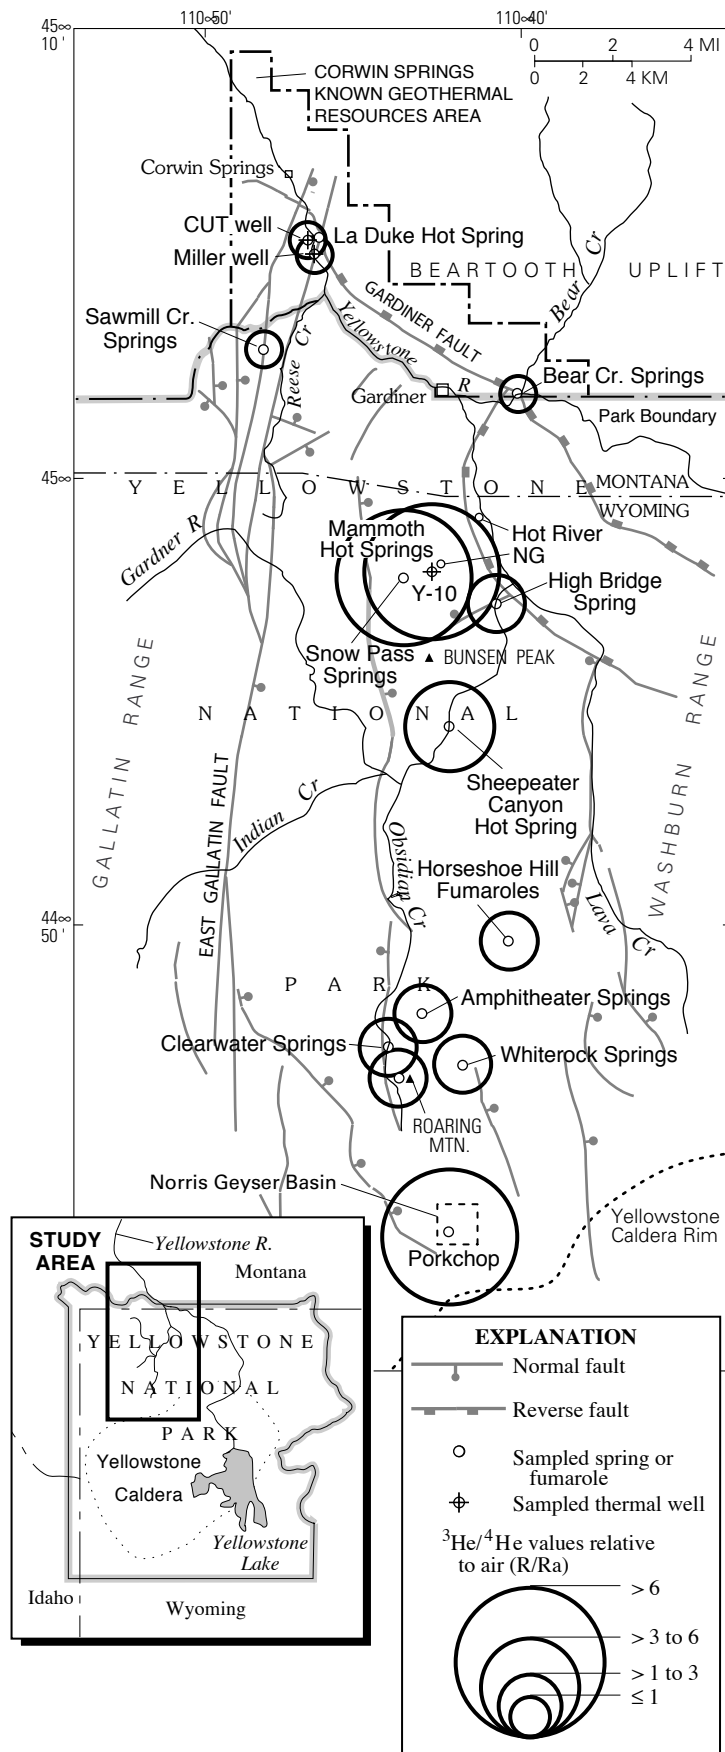 110∞50'
110∞40'
45∞
10'
0 2 4 MI
0 2 4 KM
CORWIN SPRINGS
KNOWN GEOTHERMAL
RESOURCES AREA
Corwin Springs
CUT well
La Duke Hot Spring
Miller well
BEARTOOTH UPLIFT
Bear Cr
GARDINER FAULT
Yellowstone
R
Sawmill Cr.
Springs
Reese Cr
Gardiner
Bear Cr. Springs
Park Boundary
45∞
YELLOWSTONE
MONTANA
WYOMING
Gardner R
Mammoth
Hot Springs
Hot River
NG
Y-10
High Bridge
Spring
Snow Pass
Springs
BUNSEN PEAK
GALLATIN RANGE
WASHBURN RANGE
NATIONAL
Sheepeater
Canyon
Hot Spring
EAST GALLATIN FAULT
Indian Cr
Obsidian Cr
Horseshoe Hill
Fumaroles
Lava Cr
44∞
50'
PARK
Amphitheater Springs
Clearwater Springs
Whiterock Springs
ROARING
MTN.
Norris Geyser Basin
Porkchop
Yellowstone
Caldera Rim
STUDY
AREA
Yellowstone R.
Montana
YELLOWSTONE
NATIONAL
PARK
Yellowstone
Caldera
Yellowstone
Lake
Idaho
Wyoming
EXPLANATION
Normal fault
Reverse fault
Sampled spring or
fumarole
Sampled thermal well
³He/⁴He values relative
to air (R/Ra)
> 6
> 3 to 6
> 1 to 3
≤ 1